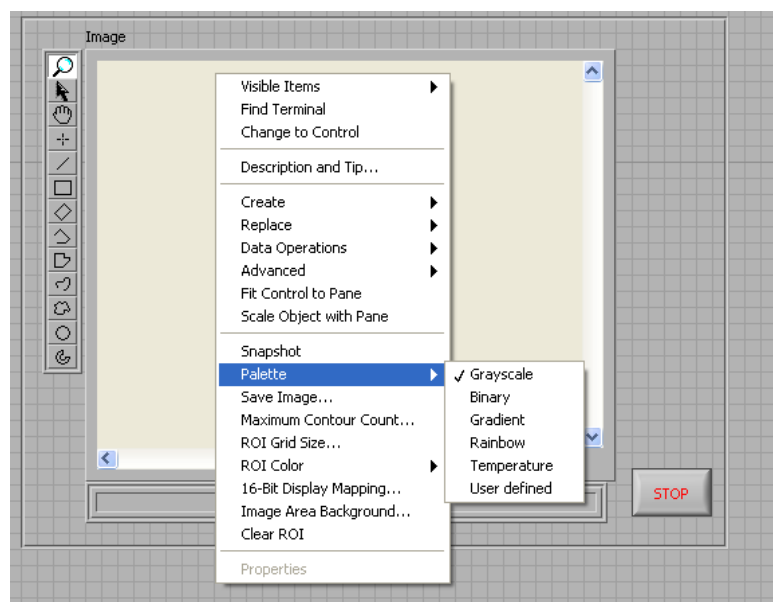 Image
Visible Items
Find Terminal
Change to Control
Description and Tip...
Create
Replace
Data Operations
Advanced
Fit Control to Pane
Scale Object with Pane
Snapshot
Palette
Save Image...
Maximum Contour Count...
ROI Grid Size...
ROI Color
16-Bit Display Mapping...
Image Area Background...
Clear ROI
Properties
Grayscale
Binary
Gradient
Rainbow
Temperature
User defined
STOP